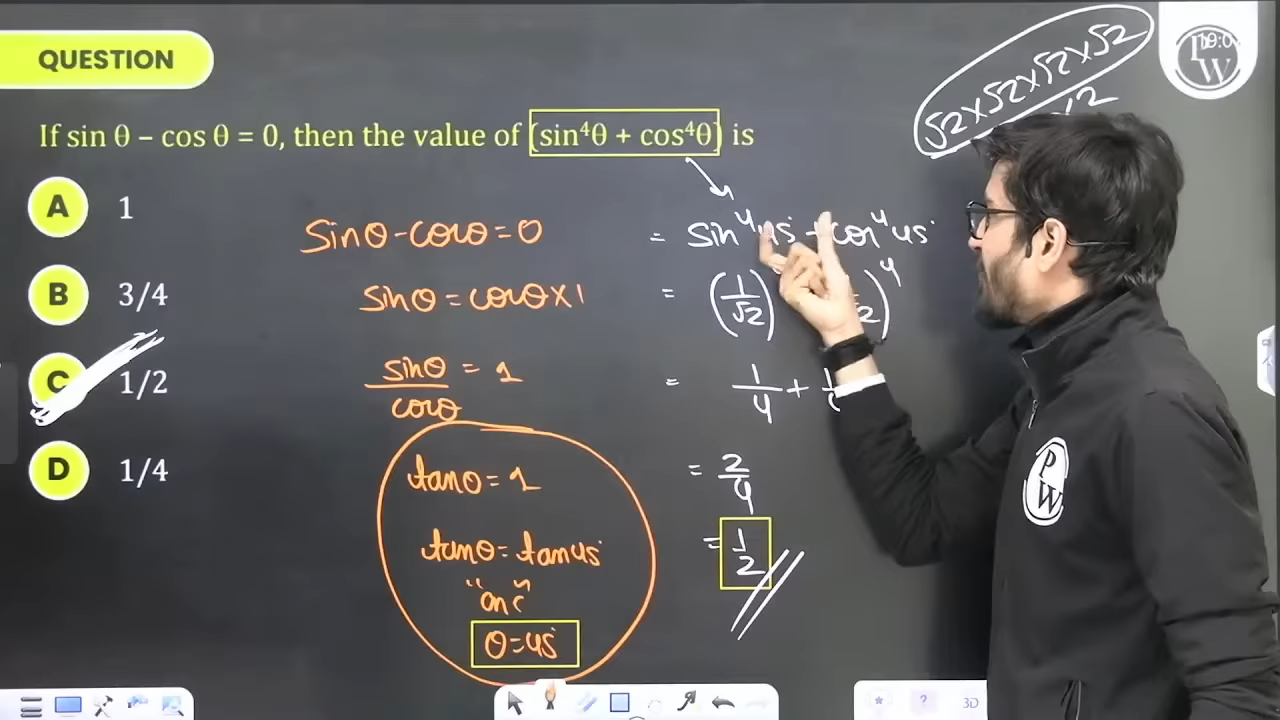 QUESTION
If sin θ – cos θ = 0, then the value of (sin⁴θ + cos⁴θ) is
A 1
B 3/4
C 1/2
D 1/4
Sinθ - cosθ = 0
sinθ = cosθ × 1
sinθ/cosθ = 1
tanθ = 1
tanθ = tan45°
θ = 45°
√2×√2×√2×√2
= sin⁴45° + cos⁴45°
= (1/√2)
= 1/4 + 1
= 2/4
= 1/2
PW
P
W
3D